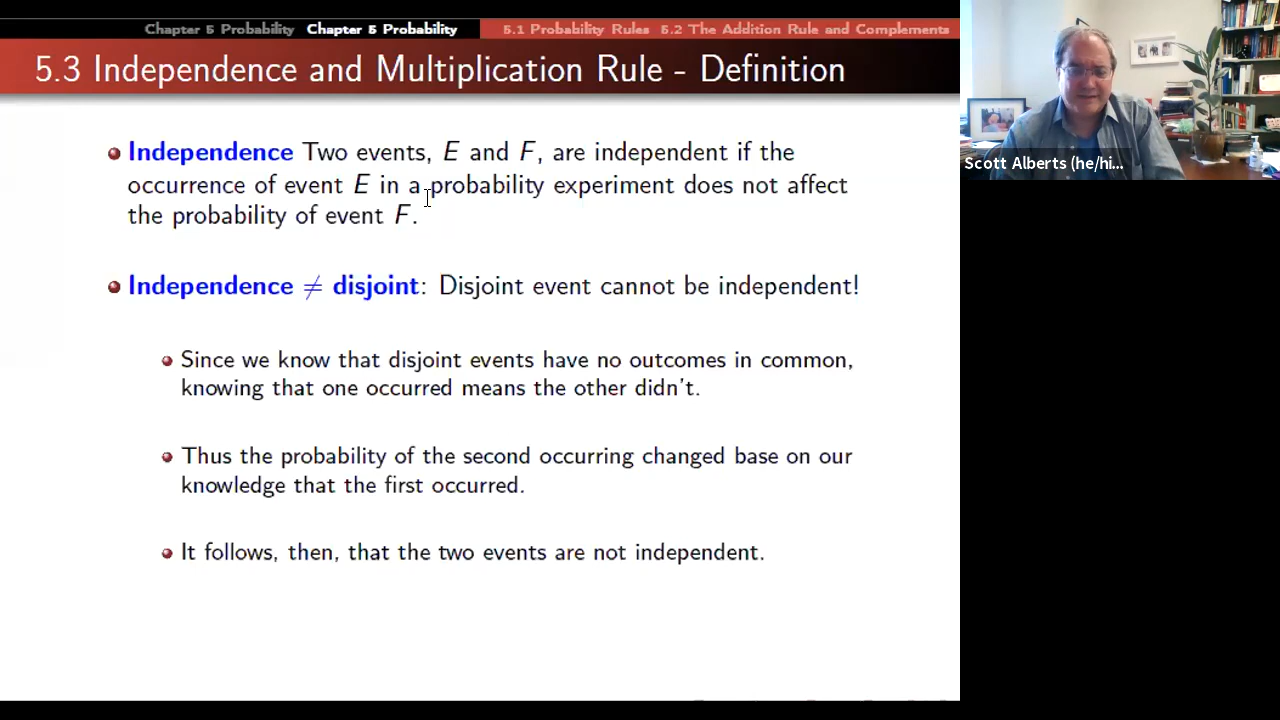 Chapter 5 Probability Chapter 5 Probability 5.1 Probability Rules 5.2 The Addition Rule and Complements
5.3 Independence and Multiplication Rule - Definition
Independence Two events, E and F, are independent if the
occurrence of event E in a probability experiment does not affect
the probability of event F.
Independence ≠ disjoint: Disjoint event cannot be independent!
Since we know that disjoint events have no outcomes in common,
knowing that one occurred means the other didn't.
Thus the probability of the second occurring changed base on our
knowledge that the first occurred.
It follows, then, that the two events are not independent.
Scott Alberts (he/hi...